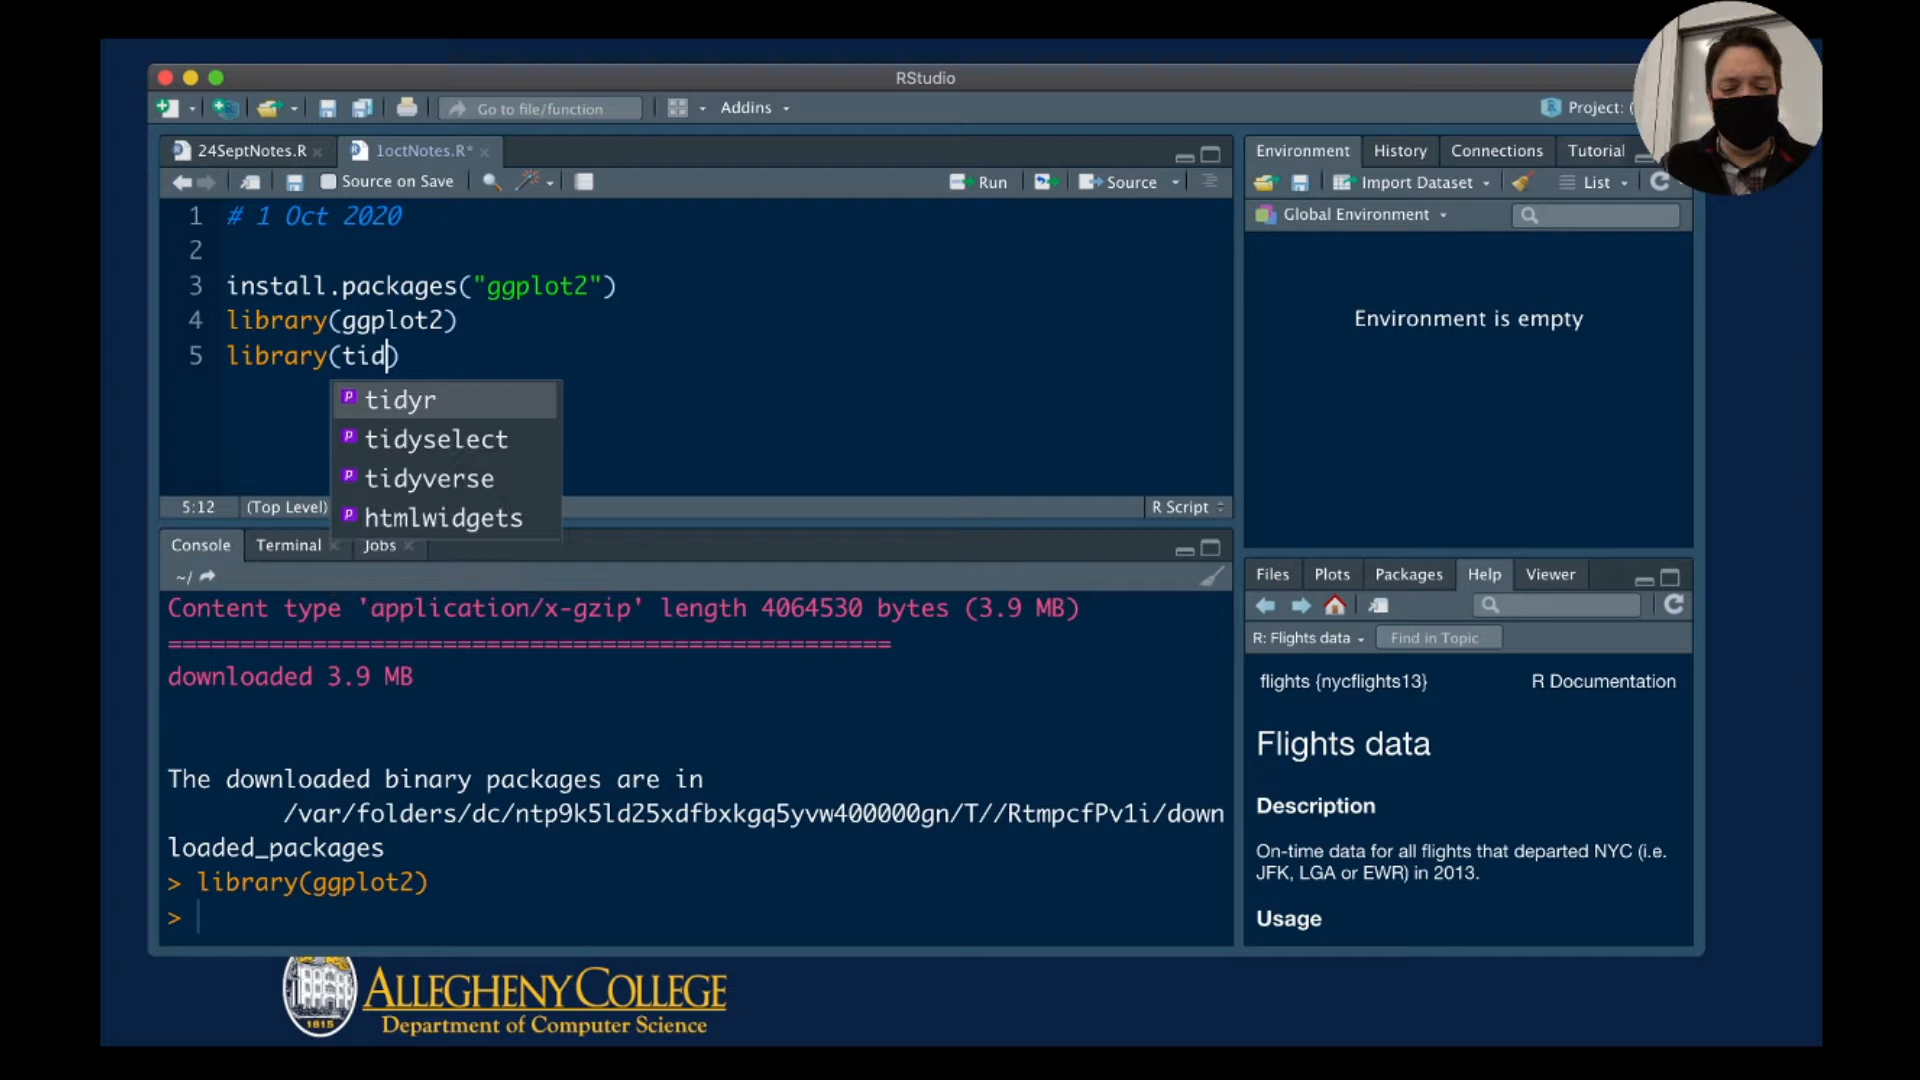 RStudio
Go to file/function
Addins
Project: (
24SeptNotes.R
1octNotes.R*
Source on Save
Run
Source
1 # 1 Oct 2020
2
3 install.packages("ggplot2")
4 library(ggplot2)
5 library(tid)
tidyr
tidyselect
tidyverse
htmlwidgets
5:12 (Top Level)
R Script
Console Terminal Jobs
~/
Content type 'application/x-gzip' length 4064530 bytes (3.9 MB)
==================================================
downloaded 3.9 MB
The downloaded binary packages are in
/var/folders/dc/ntp9k5ld25xdfbxkgq5yvw400000gn/T//RtmpcfPv1i/down
loaded_packages
> library(ggplot2)
>
Environment History Connections Tutorial
Import Dataset
List
Global Environment
Environment is empty
Files Plots Packages Help Viewer
R: Flights data
Find in Topic
flights {nycflights13} R Documentation
Flights data
Description
On-time data for all flights that departed NYC (i.e.
JFK, LGA or EWR) in 2013.
Usage
1815
ALLEGHENY COLLEGE
Department of Computer Science